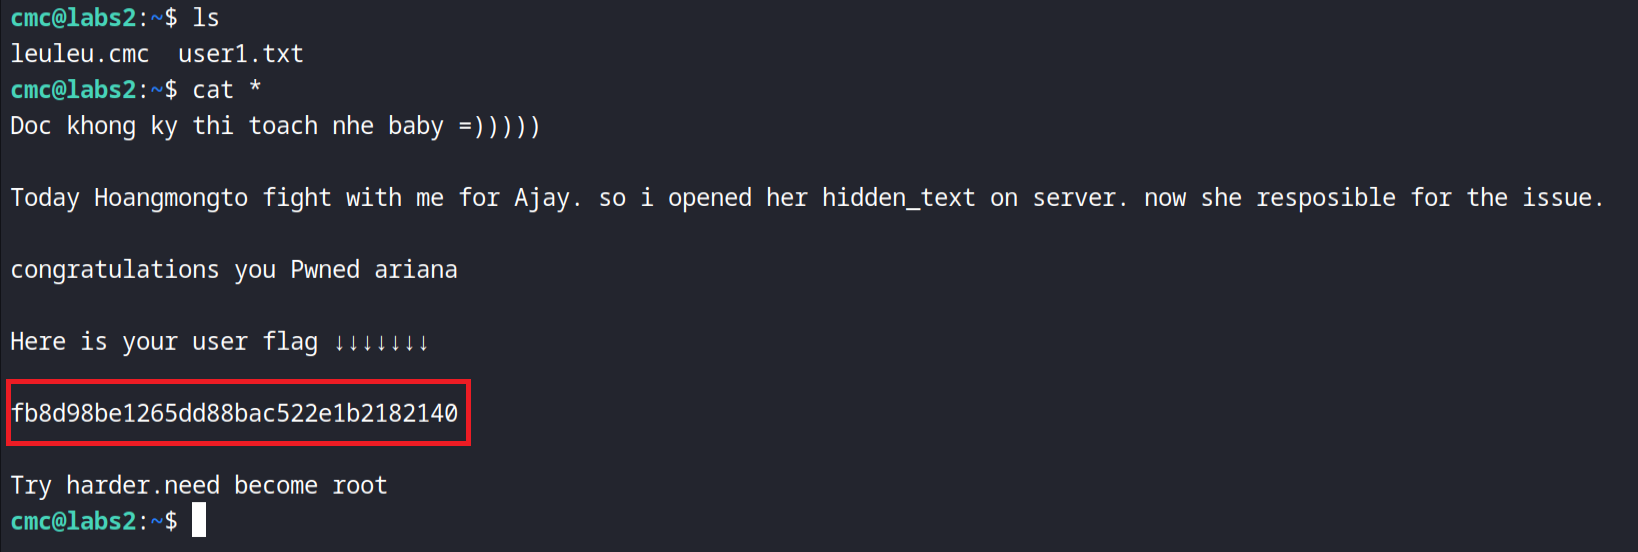 cmc@labs2:~$ ls
leuleu.cmc  user1.txt
cmc@labs2:~$ cat *
Doc khong ky thi toach nhe baby =)))))
Today Hoangmongto fight with me for Ajay. so i opened her hidden_text on server. now she resposible for the issue.
congratulations you Pwned ariana
Here is your user flag ↓↓↓↓↓↓↓
fb8d98be1265dd88bac522e1b2182140
Try harder.need become root
cmc@labs2:~$